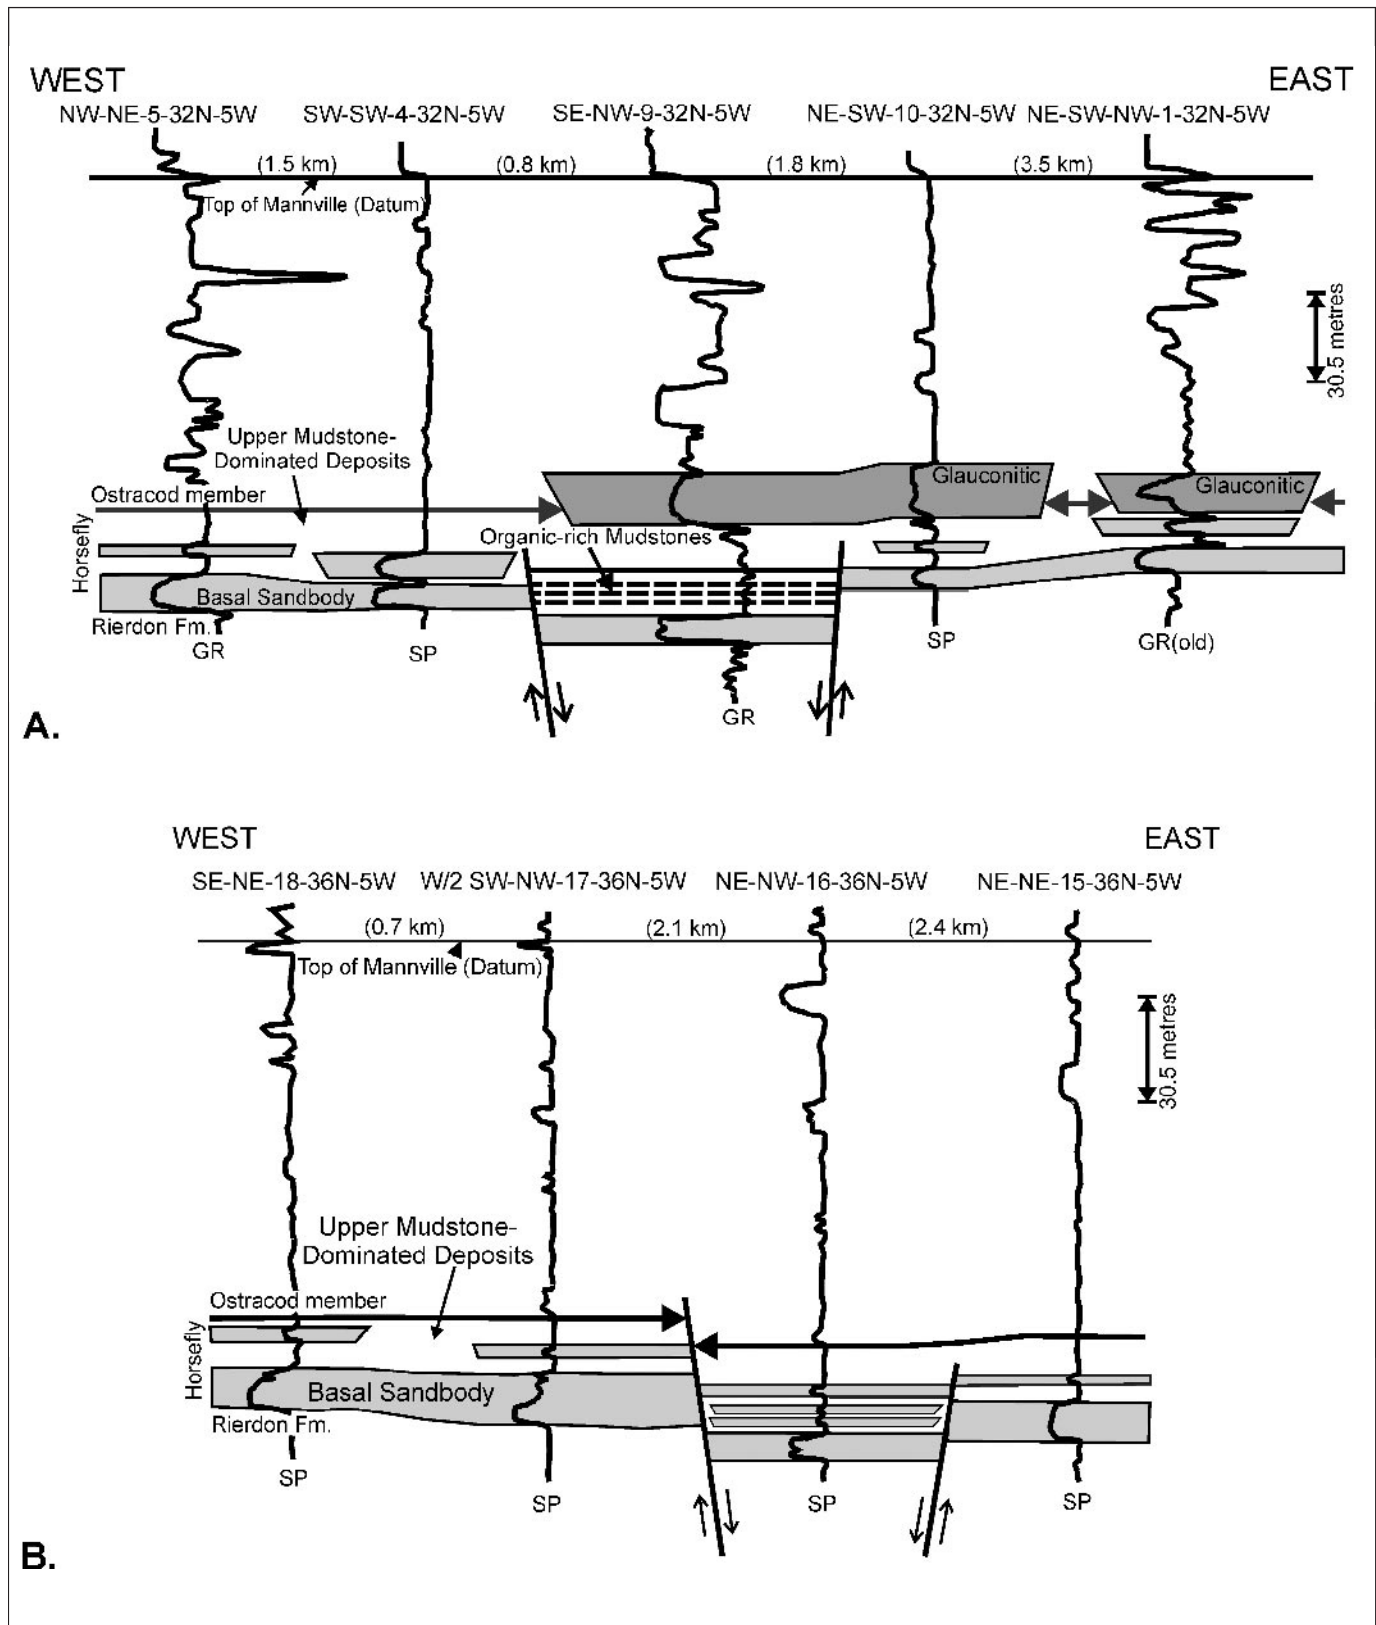 WEST
EAST
NW-NE-5-32N-5W
SW-SW-4-32N-5W
SE-NW-9-32N-5W
NE-SW-10-32N-5W
NE-SW-NW-1-32N-5W
(1.5 km)
(0.8 km)
(1.8 km)
(3.5 km)
Top of Mannville (Datum)
30.5 metres
Upper Mudstone-
Dominated Deposits
Ostracod member
Glauconitic
Glauconitic
Organic-rich Mudstones
Horsefly
Basal Sandbody
Rierdon Fm.
GR
SP
GR
SP
GR(old)
A.
WEST
EAST
SE-NE-18-36N-5W
W/2 SW-NW-17-36N-5W
NE-NW-16-36N-5W
NE-NE-15-36N-5W
(0.7 km)
(2.1 km)
(2.4 km)
Top of Mannville (Datum)
30.5 metres
Upper Mudstone-
Dominated Deposits
Ostracod member
Horsefly
Basal Sandbody
Rierdon Fm.
SP
SP
SP
SP
B.